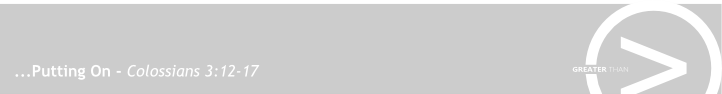 ...Putting On - Colossians 3:12-17
GREATER THAN